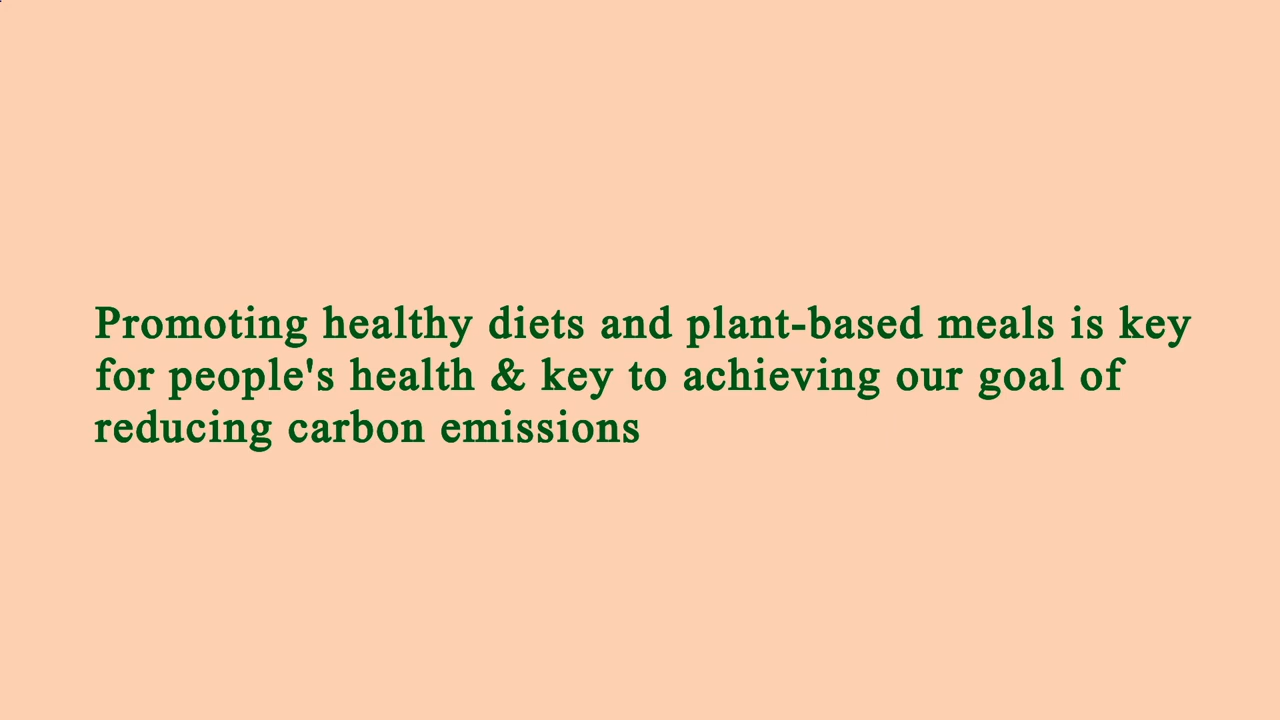 Promoting healthy diets and plant-based meals is key
for people's health & key to achieving our goal of
reducing carbon emissions